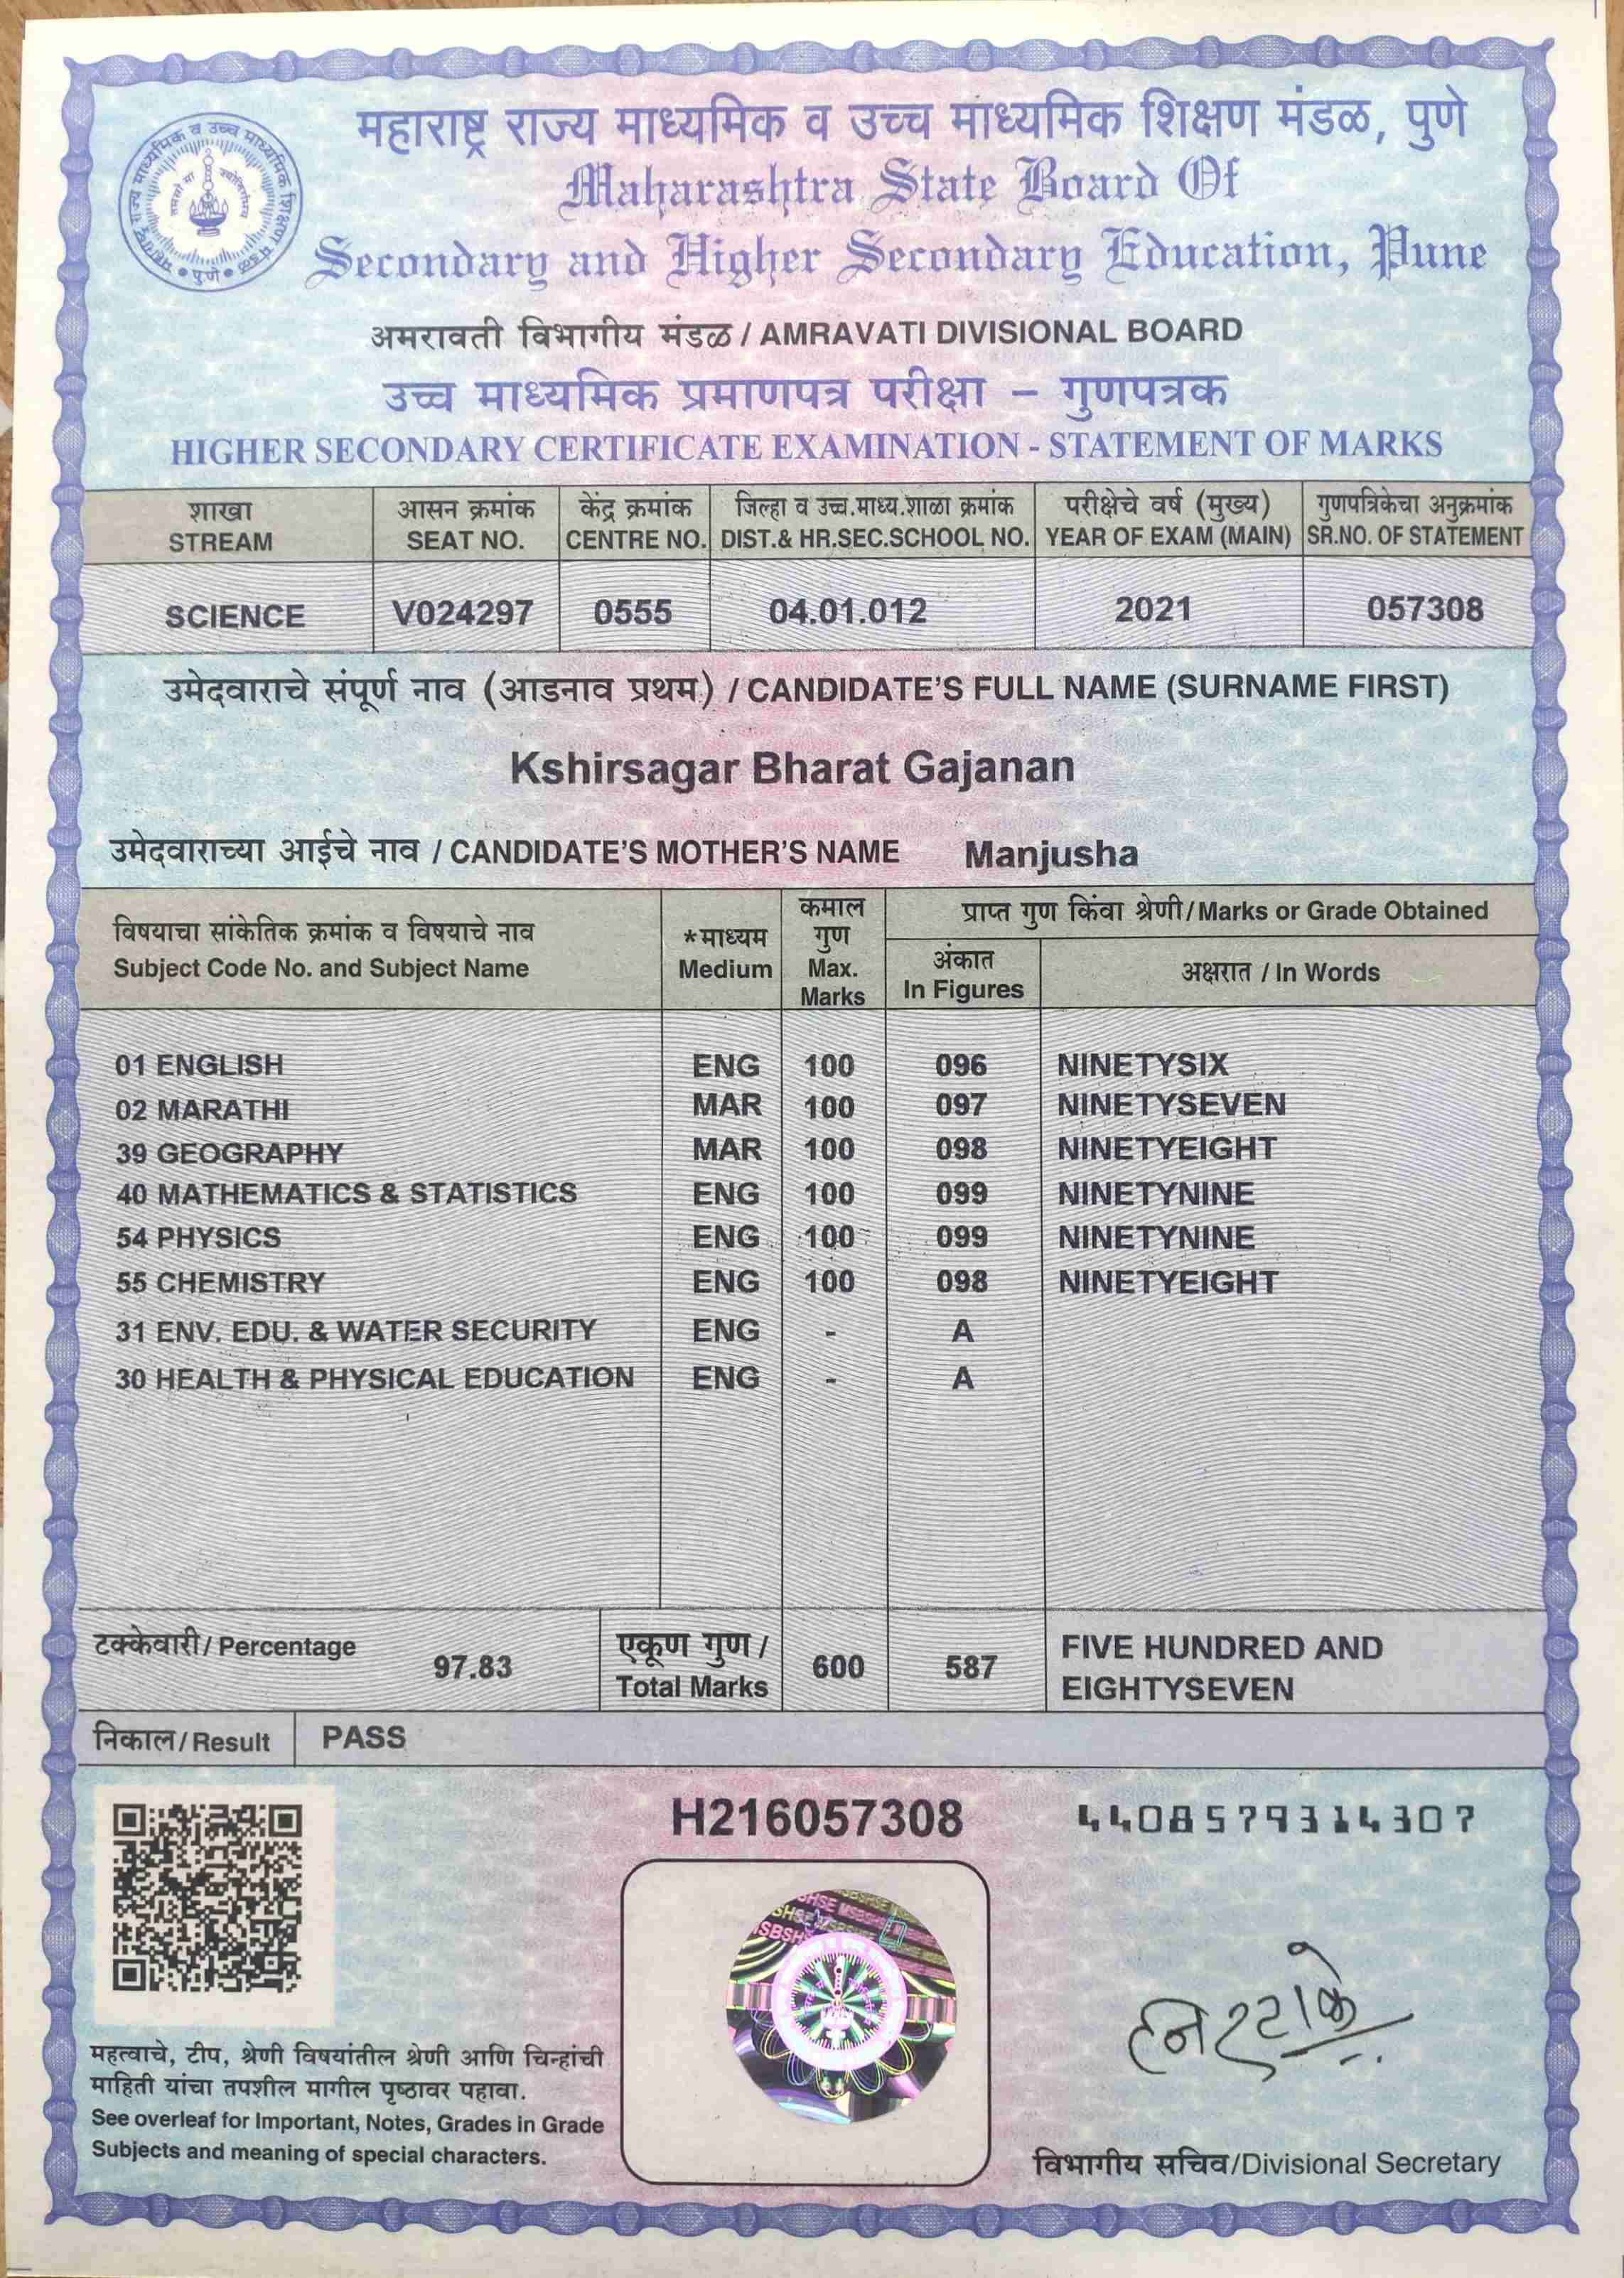 महाराष्ट्र राज्य माध्यमिक व उच्च माध्यमिक शिक्षण मंडळ, पुणे
Maharashtra State Board Of
Secondary and Higher Secondary Education, Pune
अमरावती विभागीय मंडळ / AMRAVATI DIVISIONAL BOARD
उच्च माध्यमिक प्रमाणपत्र परीक्षा – गुणपत्रक
HIGHER SECONDARY CERTIFICATE EXAMINATION - STATEMENT OF MARKS
शाखा आसन क्रमांक केंद्र क्रमांक जिल्हा व उच्च.माध्य.शाळा क्रमांक परीक्षेचे वर्ष (मुख्य) गुणपत्रिकेचा अनुक्रमांक
STREAM SEAT NO. CENTRE NO. DIST.& HR.SEC.SCHOOL NO. YEAR OF EXAM (MAIN) SR.NO. OF STATEMENT
SCIENCE V024297 0555 04.01.012 2021 057308
उमेदवाराचे संपूर्ण नाव (आडनाव प्रथम) / CANDIDATE'S FULL NAME (SURNAME FIRST)
Kshirsagar Bharat Gajanan
उमेदवाराच्या आईचे नाव / CANDIDATE'S MOTHER'S NAME Manjusha
विषयाचा सांकेतिक क्रमांक व विषयाचे नाव
Subject Code No. and Subject Name
*माध्यम
Medium
कमाल
गुण
Max.
Marks
प्राप्त गुण किंवा श्रेणी/Marks or Grade Obtained
अंकात
In Figures
अक्षरात / In Words
01 ENGLISH ENG 100 096 NINETYSIX
02 MARATHI MAR 100 097 NINETYSEVEN
39 GEOGRAPHY MAR 100 098 NINETYEIGHT
40 MATHEMATICS & STATISTICS ENG 100 099 NINETYNINE
54 PHYSICS ENG 100 099 NINETYNINE
55 CHEMISTRY ENG 100 098 NINETYEIGHT
31 ENV. EDU. & WATER SECURITY ENG - A
30 HEALTH & PHYSICAL EDUCATION ENG - A
टक्केवारी/ Percentage 97.83
एकूण गुण /
Total Marks
600 587
FIVE HUNDRED AND
EIGHTYSEVEN
निकाल/Result PASS
H216057308
4408579314307
महत्वाचे, टीप, श्रेणी विषयांतील श्रेणी आणि चिन्हांची
माहिती यांचा तपशील मागील पृष्ठावर पहावा.
See overleaf for Important, Notes, Grades in Grade
Subjects and meaning of special characters.
विभागीय सचिव/Divisional Secretary